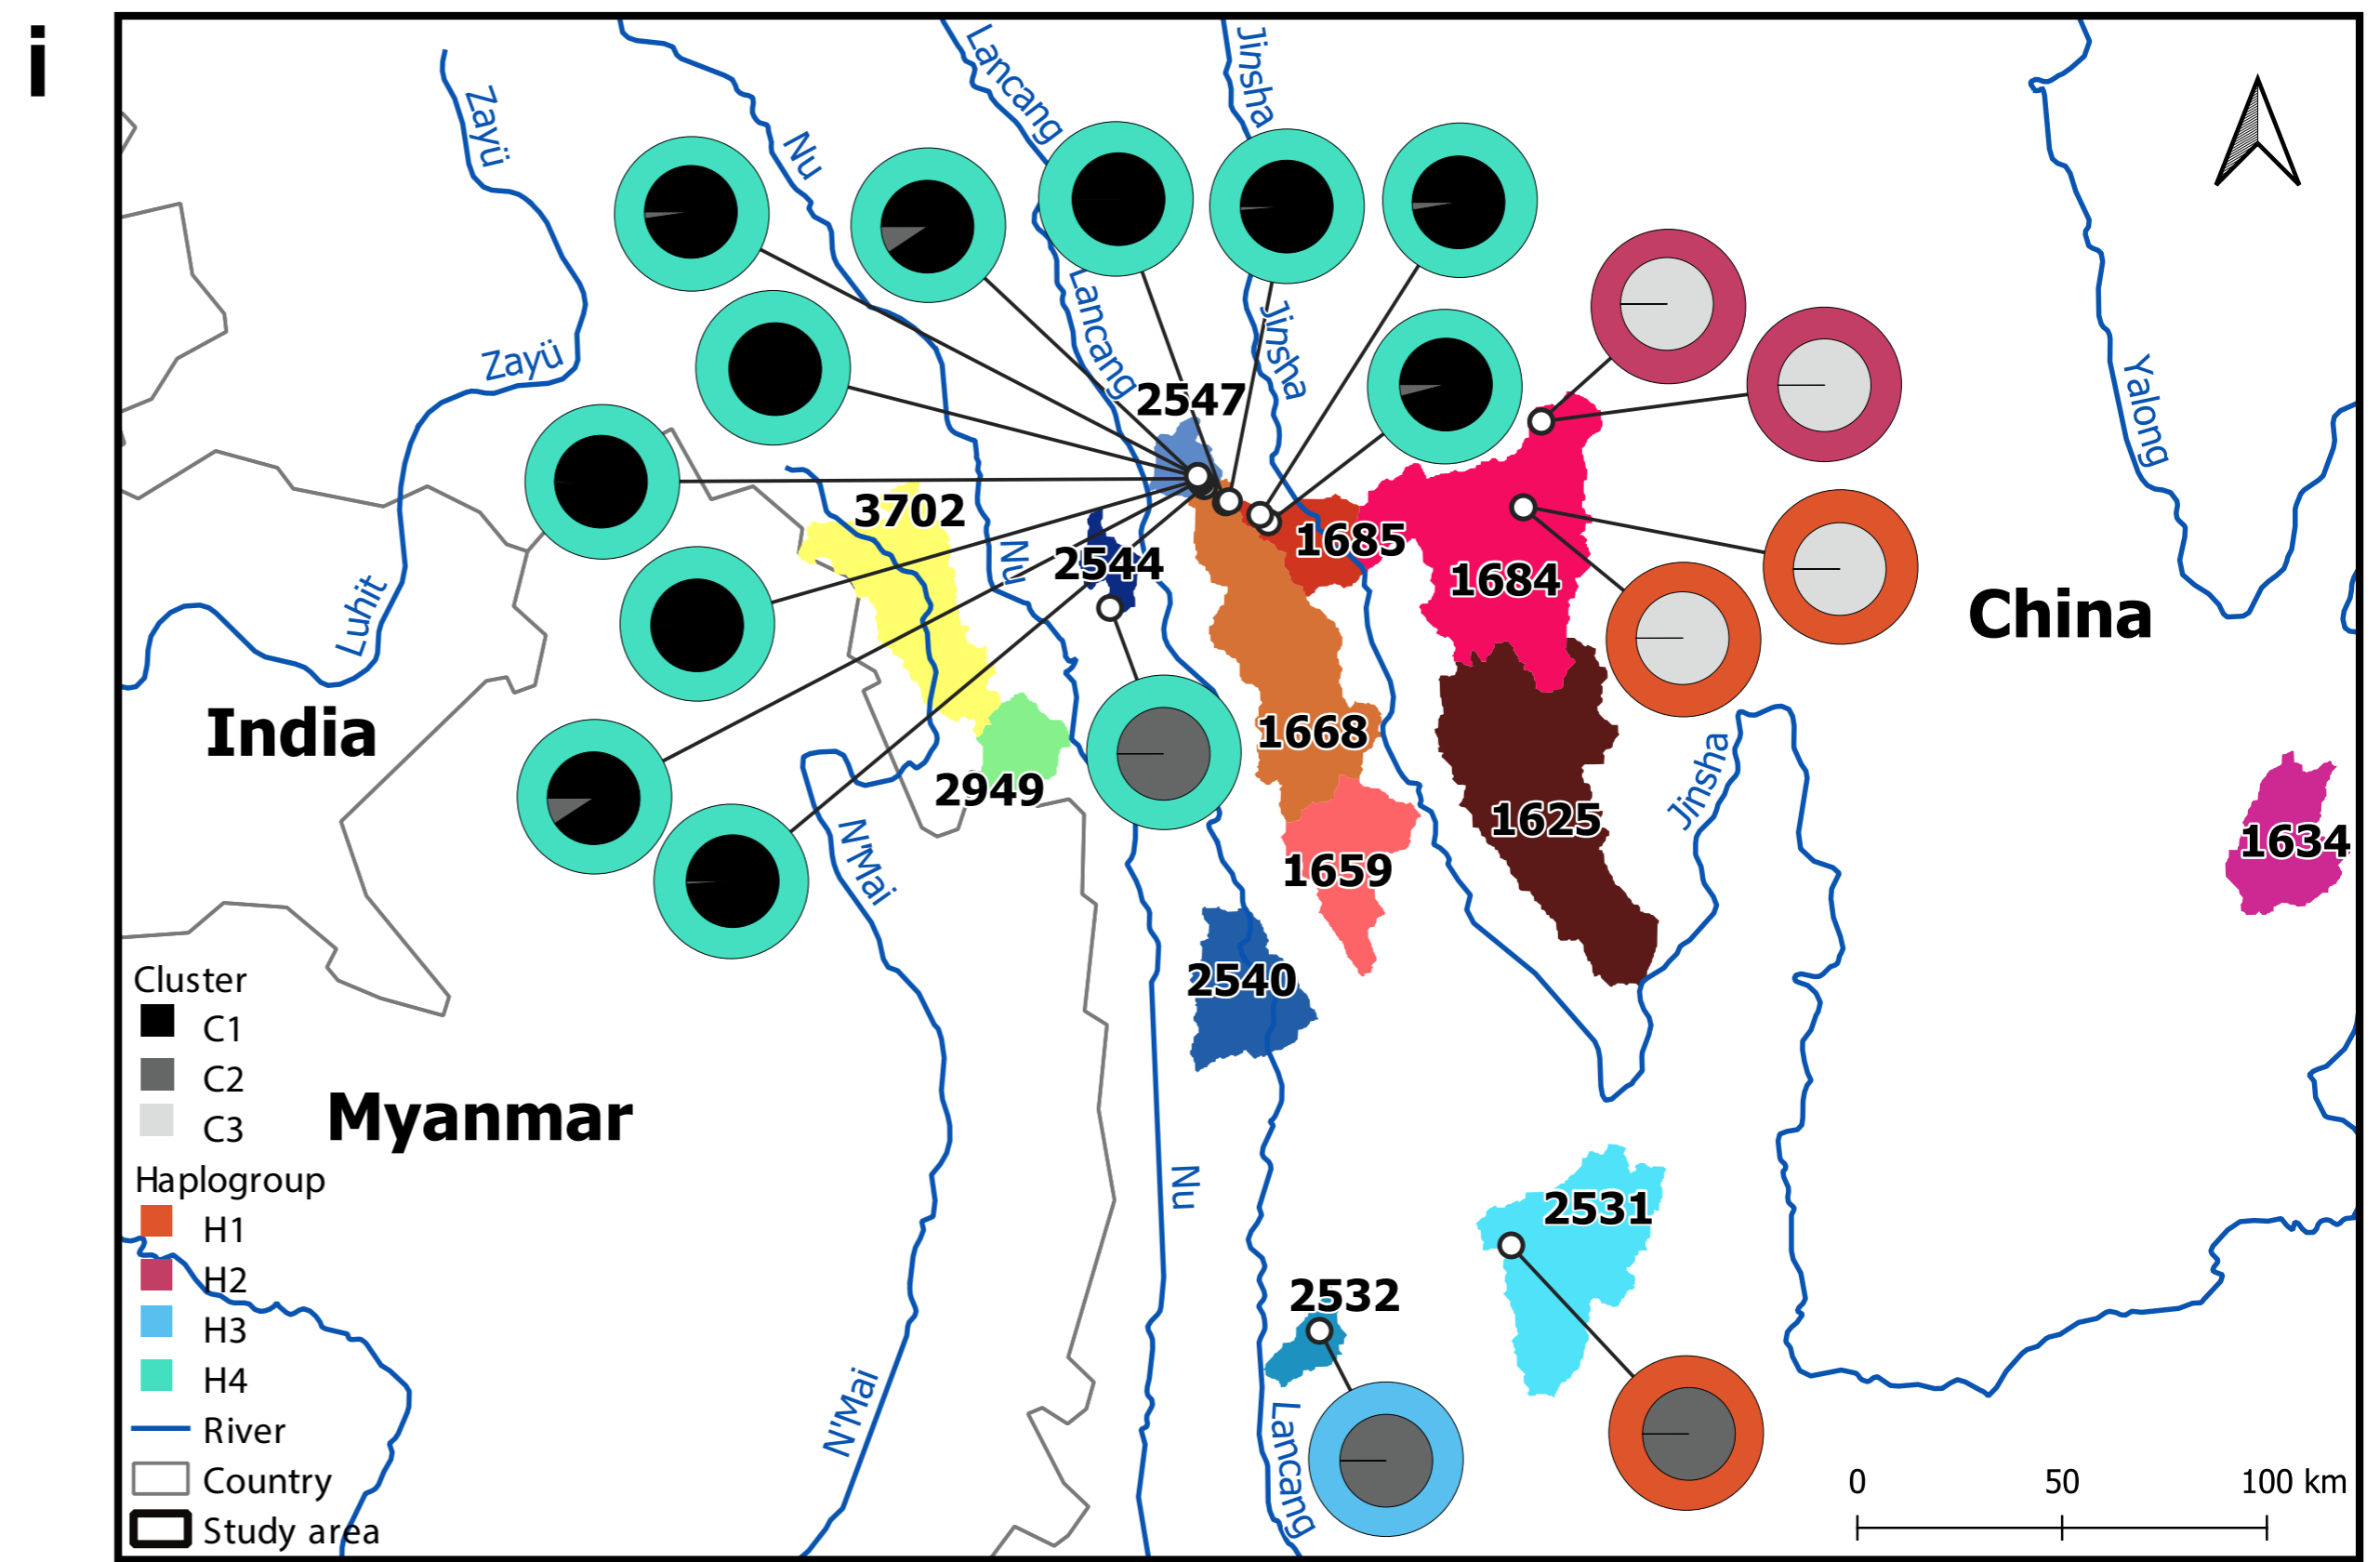 i
Zayü
Nu
Lancang
Jinsha
Zayü
Lancang
Jinsha
Yalong
2547
3702
Nu
2544
1685
1684
Luhit
China
India
1668
2949
Jinsha
1625
1634
N'Mai
1659
2540
Cluster
C1
C2
C3
Myanmar
Haplogroup
H1
H2
H3
H4
River
Country
Study area
Nu
2531
2532
N'Mai
Lancang
0 50 100 km